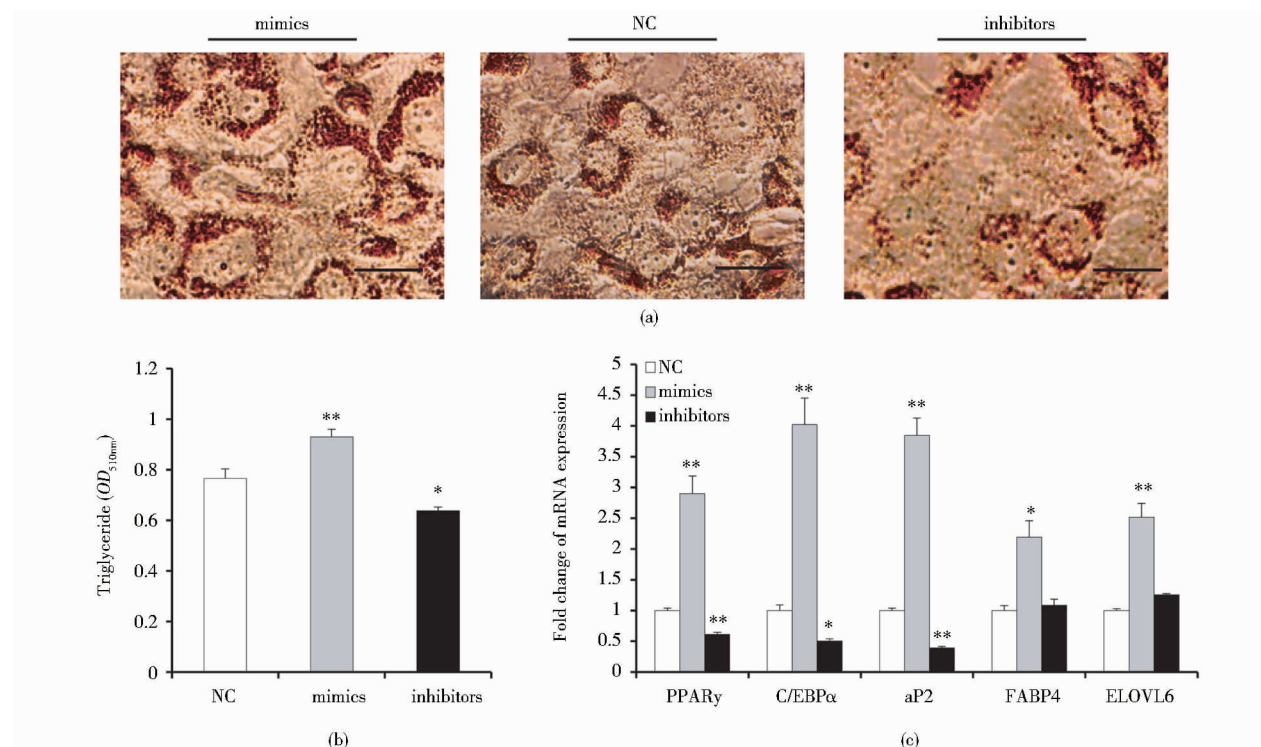 mimics NC inhibitors
(a)
1.2
1
0.8
0.6
0.4
0.2
0
Triglyceride (OD510nm)
** 
*
NC mimics inhibitors
(b)
5
4.5
4
3.5
3
2.5
2
1.5
1
0.5
0
Fold change of mRNA expression
NC
mimics
inhibitors
**
**
**
*
**
**
*
**
PPARy C/EBPα aP2 FABP4 ELOVL6
(c)